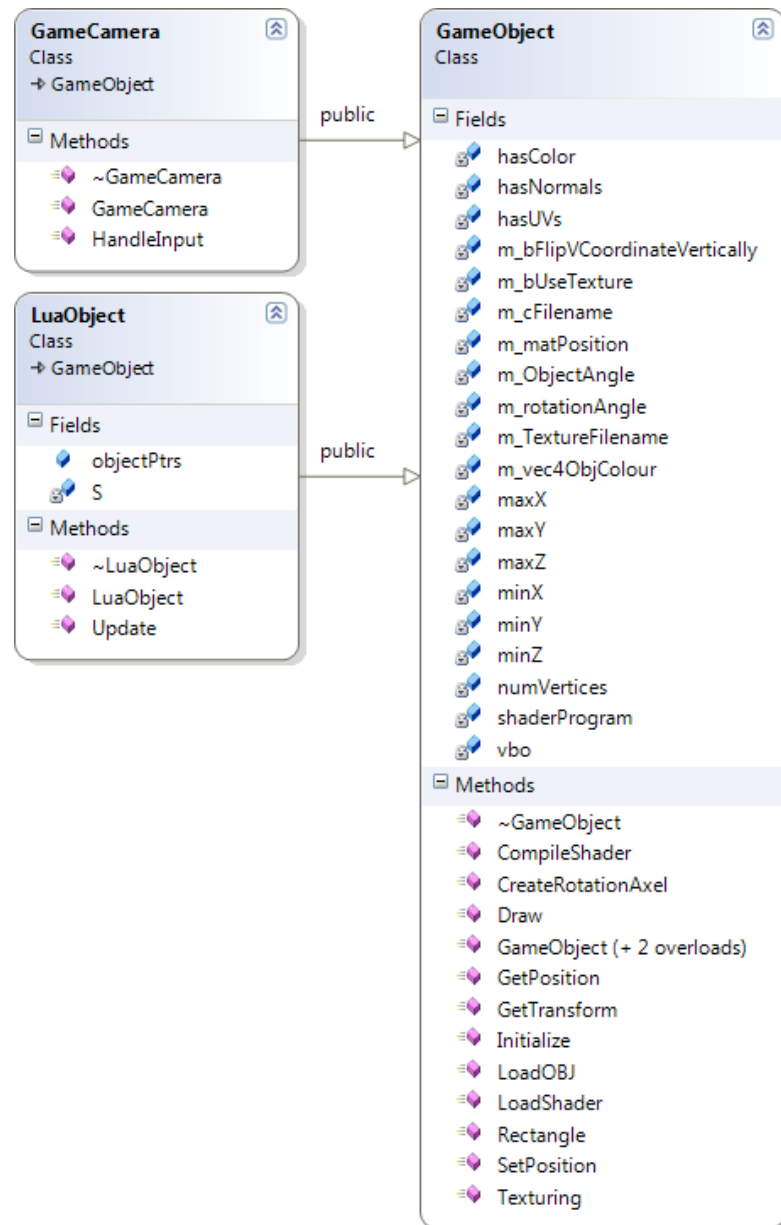 GameCamera
Class
GameObject
Methods
~GameCamera
GameCamera
HandleInput
public
LuaObject
Class
GameObject
Fields
objectPtrs
S
Methods
~LuaObject
LuaObject
Update
public
GameObject
Class
Fields
hasColor
hasNormals
hasUVs
m_bFlipVCoordinateVertically
m_bUseTexture
m_cFilename
m_matPosition
m_ObjectAngle
m_rotationAngle
m_TextureFilename
m_vec4ObjColour
maxX
maxY
maxZ
minX
minY
minZ
numVertices
shaderProgram
vbo
Methods
~GameObject
CompileShader
CreateRotationAxel
Draw
GameObject (+ 2 overloads)
GetPosition
GetTransform
Initialize
LoadOBJ
LoadShader
Rectangle
SetPosition
Texturing